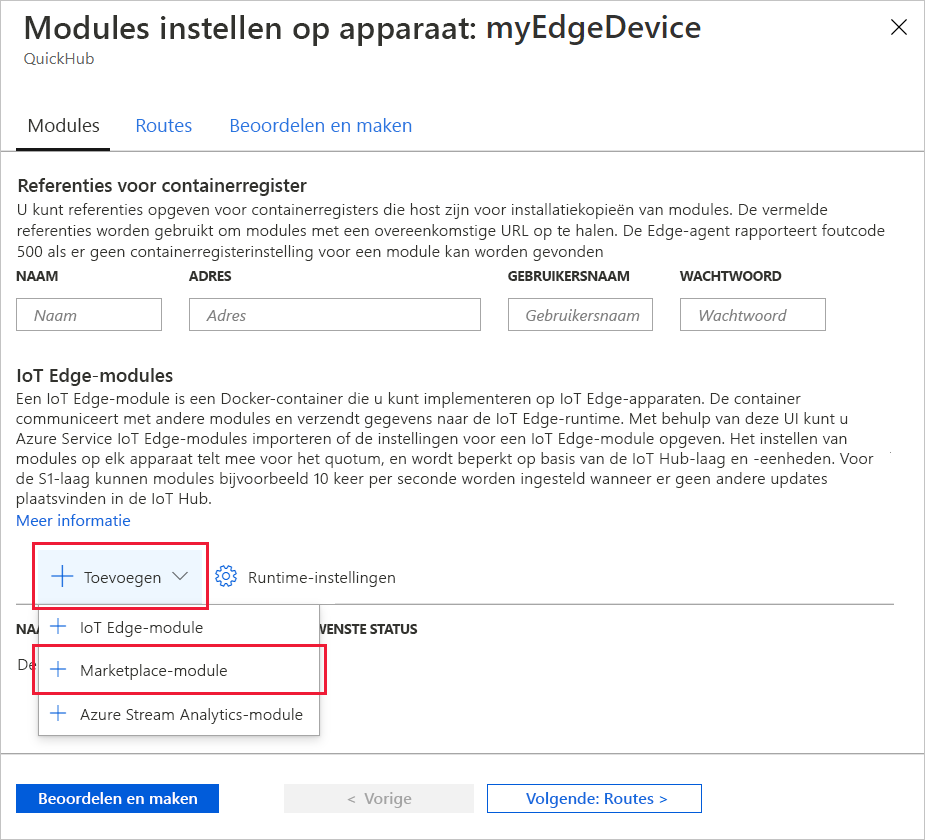 Modules instellen op apparaat: myEdgeDevice
QuickHub
Modules Routes Beoordelen en maken
Referenties voor containerregister
U kunt referenties opgeven voor containerregisters die host zijn voor installatiekopieën van modules. De vermelde
referenties worden gebruikt om modules met een overeenkomstige URL op te halen. De Edge-agent rapporteert foutcode
500 als er geen containerregisterinstelling voor een module kan worden gevonden
NAAM ADRES GEBRUIKERSNAAM WACHTWOORD
Naam Adres Gebruikersnaam Wachtwoord
IoT Edge-modules
Een IoT Edge-module is een Docker-container die u kunt implementeren op IoT Edge-apparaten. De container
communiceert met andere modules en verzendt gegevens naar de IoT Edge-runtime. Met behulp van deze UI kunt u
Azure Service IoT Edge-modules importeren of de instellingen voor een IoT Edge-module opgeven. Het instellen van
modules op elk apparaat telt mee voor het quotum, en wordt beperkt op basis van de IoT Hub-laag en -eenheden. Voor
de S1-laag kunnen modules bijvoorbeeld 10 keer per seconde worden ingesteld wanneer er geen andere updates
plaatsvinden in de IoT Hub.
Meer informatie
Toevoegen Runtime-instellingen
IoT Edge-module STATUS
Marketplace-module
Azure Stream Analytics-module
Beoordelen en maken < Vorige Volgende: Routes >